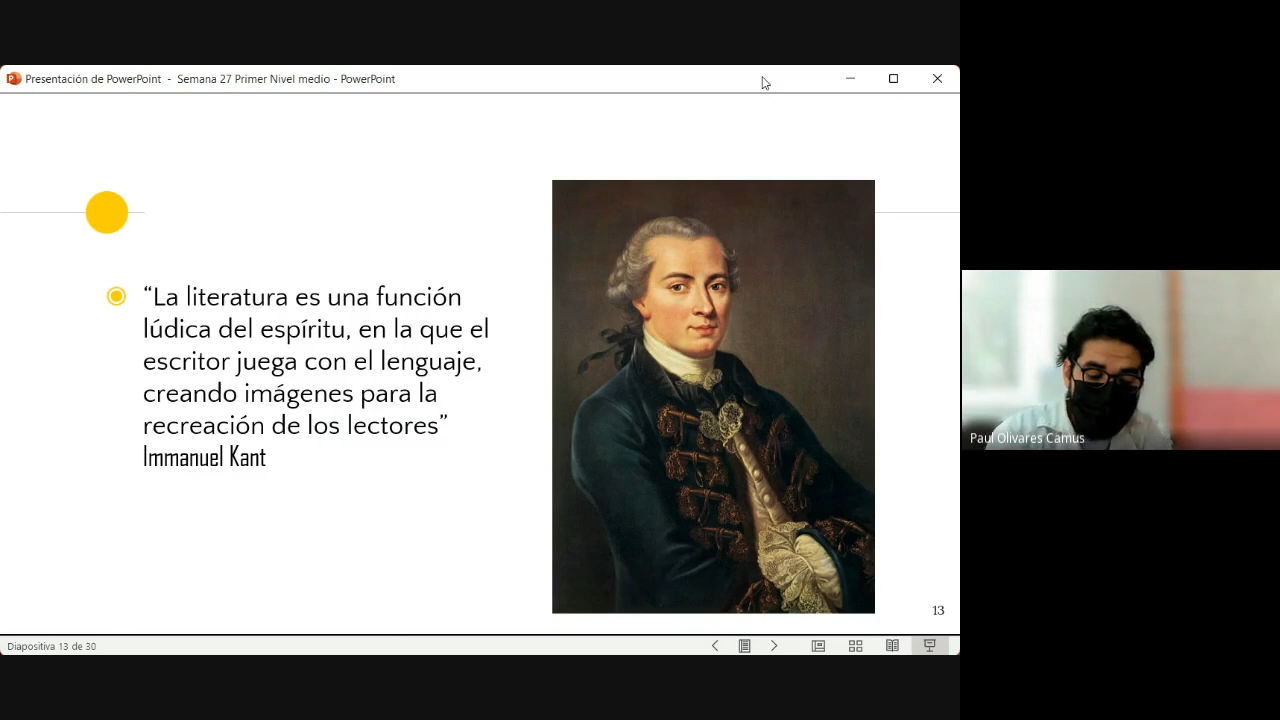 Presentación de PowerPoint - Semana 27 Primer Nivel medio - PowerPoint
“La literatura es una función
lúdica del espíritu, en la que el
escritor juega con el lenguaje,
creando imágenes para la
recreación de los lectores”
Immanuel Kant
13
Diapositiva 13 de 30
Paul Olivares Camus